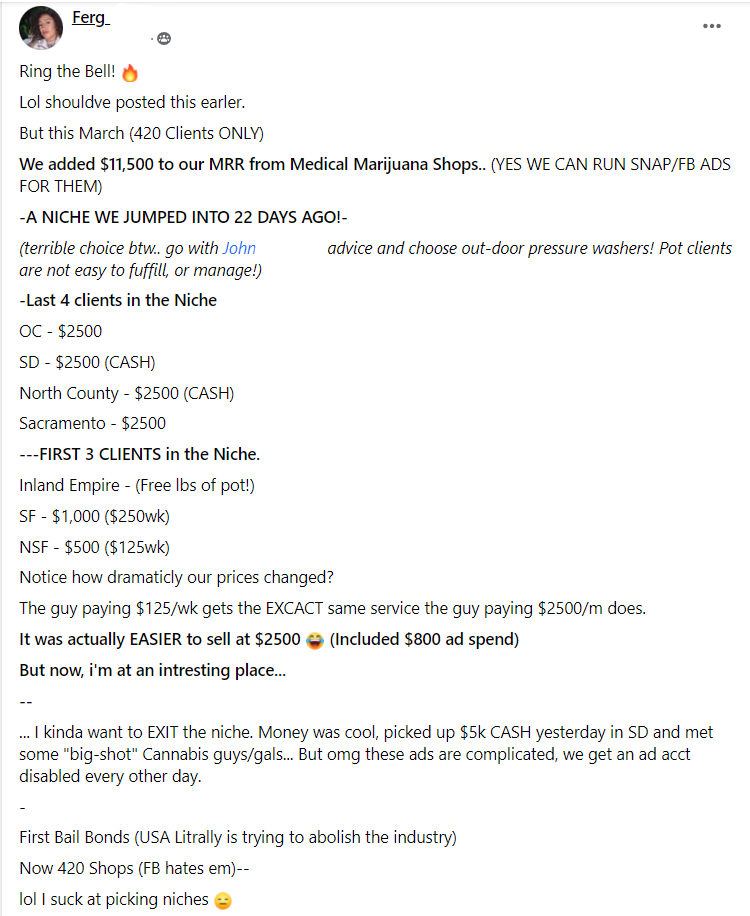 Ferg
Ring the Bell! 🔥
Lol shouldve posted this earler.
But this March (420 Clients ONLY)
We added $11,500 to our MRR from Medical Marijuana Shops.. (YES WE CAN RUN SNAP/FB ADS
FOR THEM)
-A NICHE WE JUMPED INTO 22 DAYS AGO!-
(terrible choice btw.. go with John advice and choose out-door pressure washers! Pot clients
are not easy to fuffill, or manage!)
-Last 4 clients in the Niche
OC - $2500
SD - $2500 (CASH)
North County - $2500 (CASH)
Sacramento - $2500
---FIRST 3 CLIENTS in the Niche.
Inland Empire - (Free lbs of pot!)
SF - $1,000 ($250wk)
NSF - $500 ($125wk)
Notice how dramaticly our prices changed?
The guy paying $125/wk gets the EXCACT same service the guy paying $2500/m does.
It was actually EASIER to sell at $2500 😂 (Included $800 ad spend)
But now, i'm at an intresting place...
--
... I kinda want to EXIT the niche. Money was cool, picked up $5k CASH yesterday in SD and met
some "big-shot" Cannabis guys/gals... But omg these ads are complicated, we get an ad acct
disabled every other day.
-
First Bail Bonds (USA Litrally is trying to abolish the industry)
Now 420 Shops (FB hates em)--
lol I suck at picking niches 😑